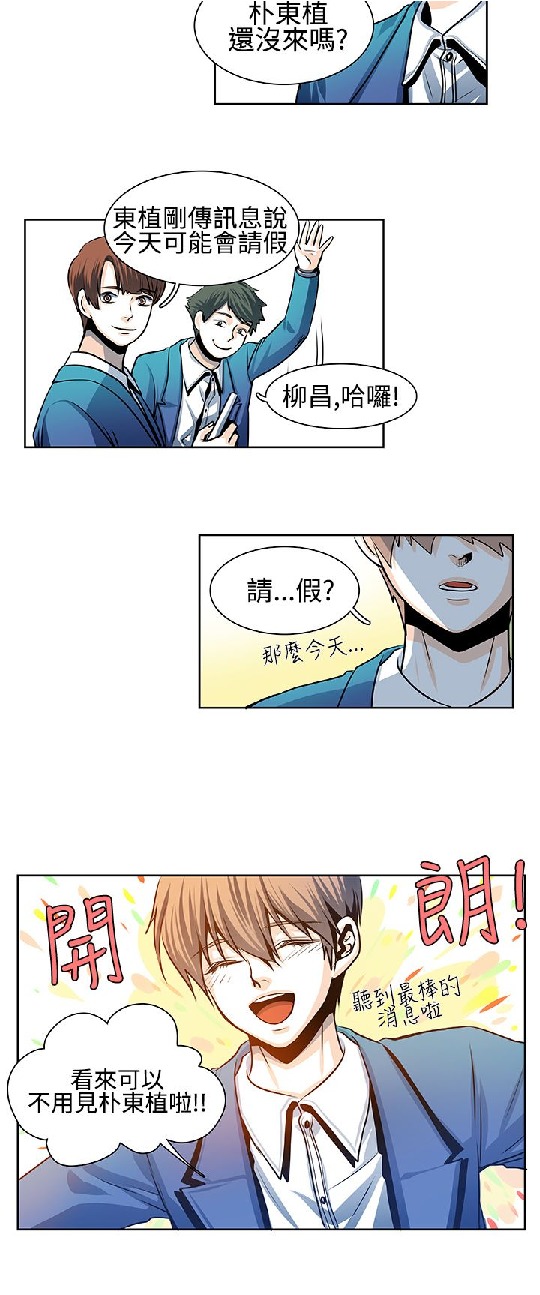 朴東植
還沒來嗎?
東植剛傳訊息說
今天可能會請假
柳昌,哈囉!
請...假?
那麼今天...
開朗!
聽到最棒的
消息啦
看來可以
不用見朴東植啦!!